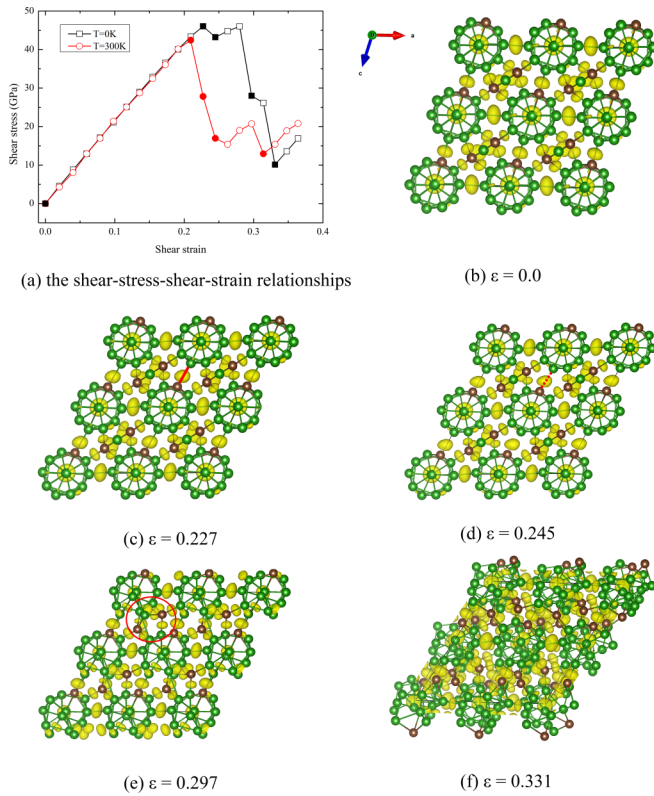 50
40
30
20
10
0
Shear stress (GPa)
T=0K
T=300K
0.0
0.1
0.2
0.3
0.4
Shear strain
a
c
(a) the shear-stress-shear-strain relationships
(b) ε = 0.0
(c) ε = 0.227
(d) ε = 0.245
(e) ε = 0.297
(f) ε = 0.331